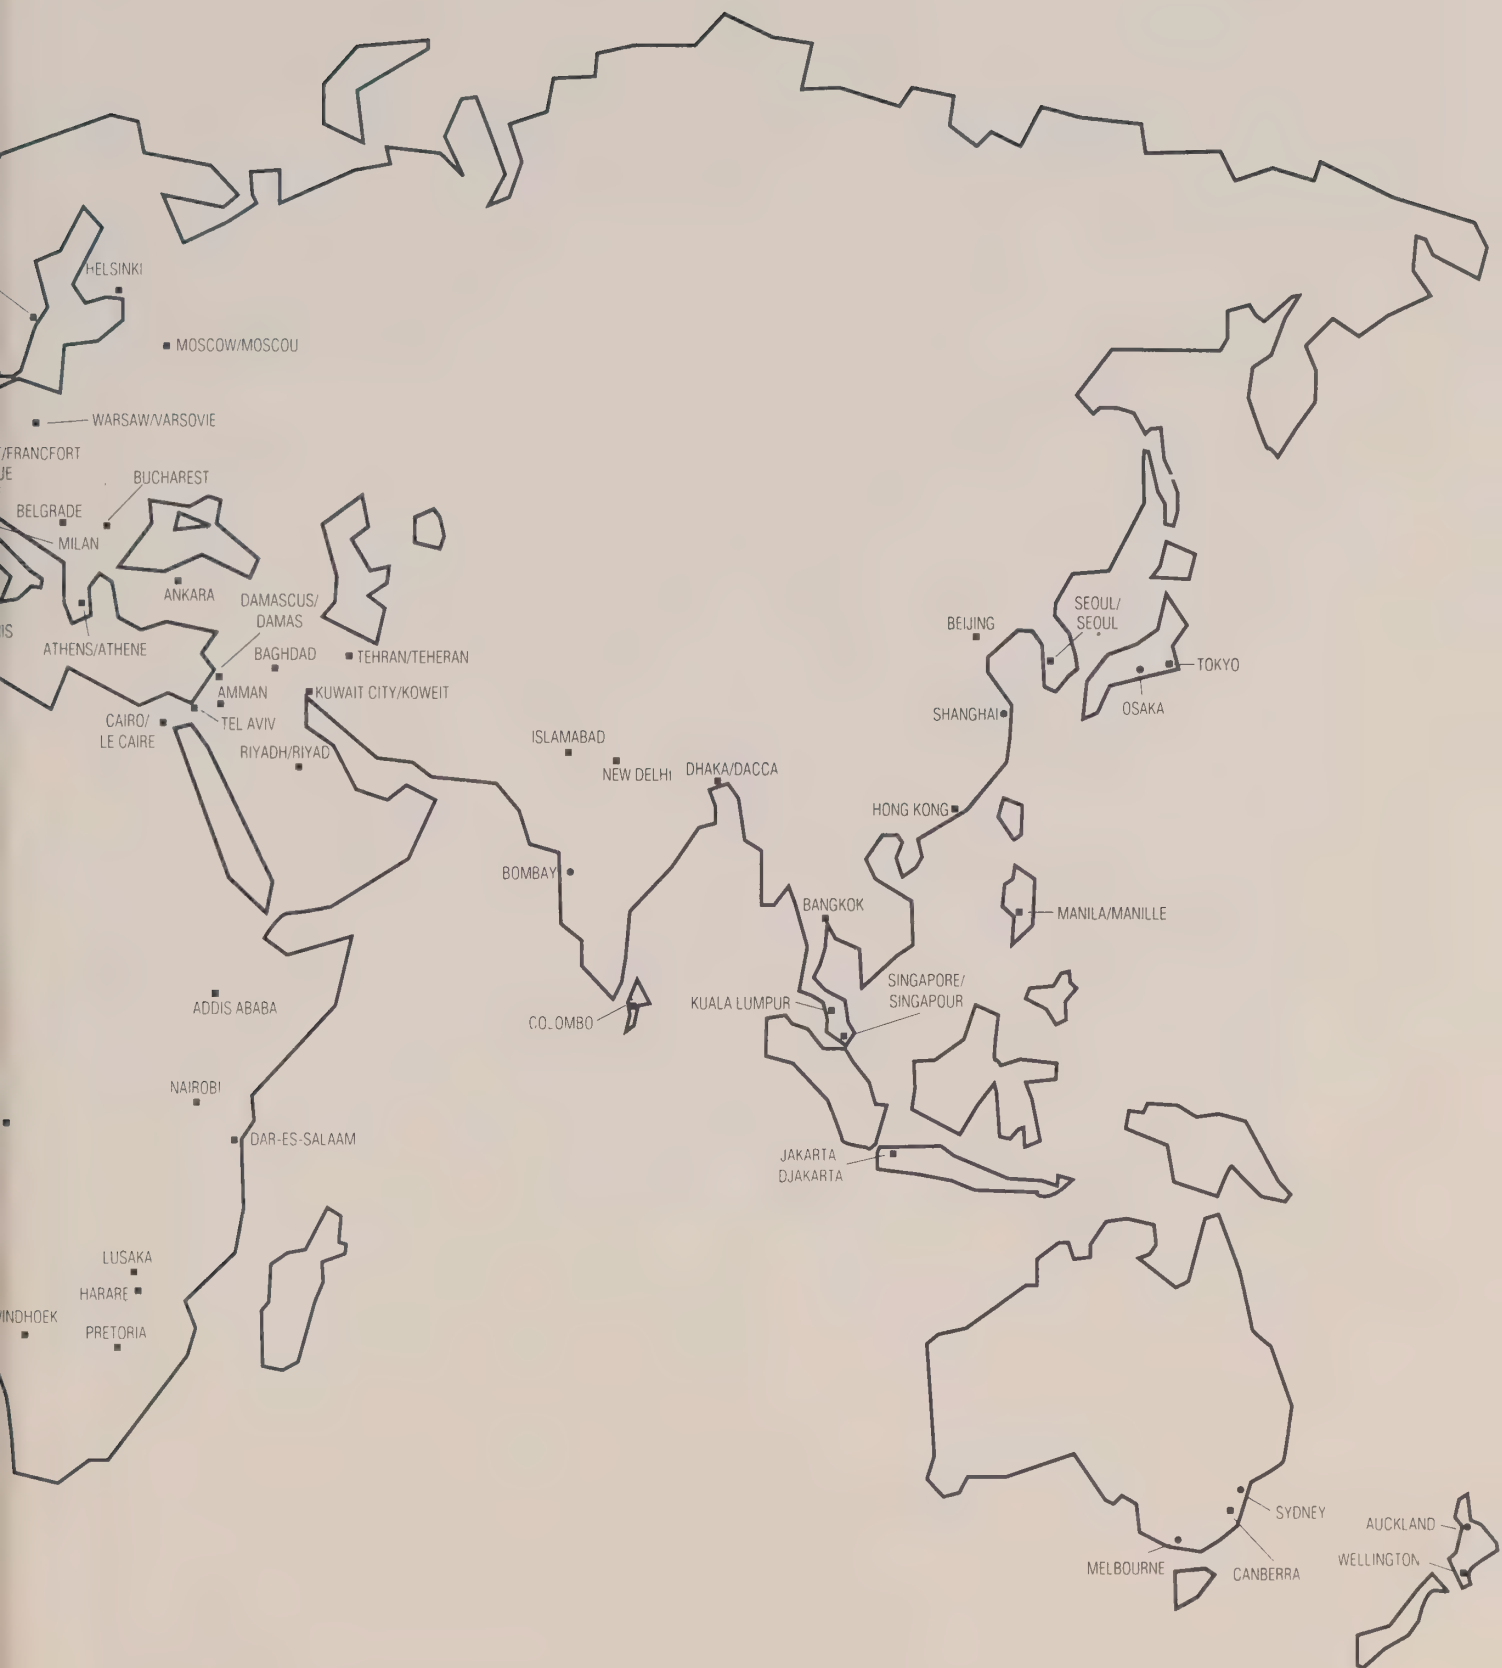 HELSINKI
MOSCOW/MOSCOU
WARSAW/VARSOVIE
/FRANCFORT
BUCHAREST
BELGRADE
MILAN
ANKARA
DAMASCUS/
DAMAS
ATHENS/ATHENE
BAGHDAD
TEHRAN/TEHERAN
AMMAN
KUWAIT CITY/KOWEIT
CAIRO/
LE CAIRE
TEL AVIV
RIYADH/RIYAD
ISLAMABAD
NEW DELHI
DHAKA/DACCA
BEIJING
SEOUL/
SEOUL
TOKYO
OSAKA
SHANGHAI
HONG KONG
BOMBAY
BANGKOK
MANILA/MANILLE
SINGAPORE/
SINGAPOUR
KUALA LUMPUR
COLOMBO
ADDIS ABABA
NAIROBI
DAR-ES-SALAAM
JAKARTA
DJAKARTA
LUSAKA
HARARE
INDHOEK
PRETORIA
SYDNEY
MELBOURNE
CANBERRA
AUCKLAND
WELLINGTON